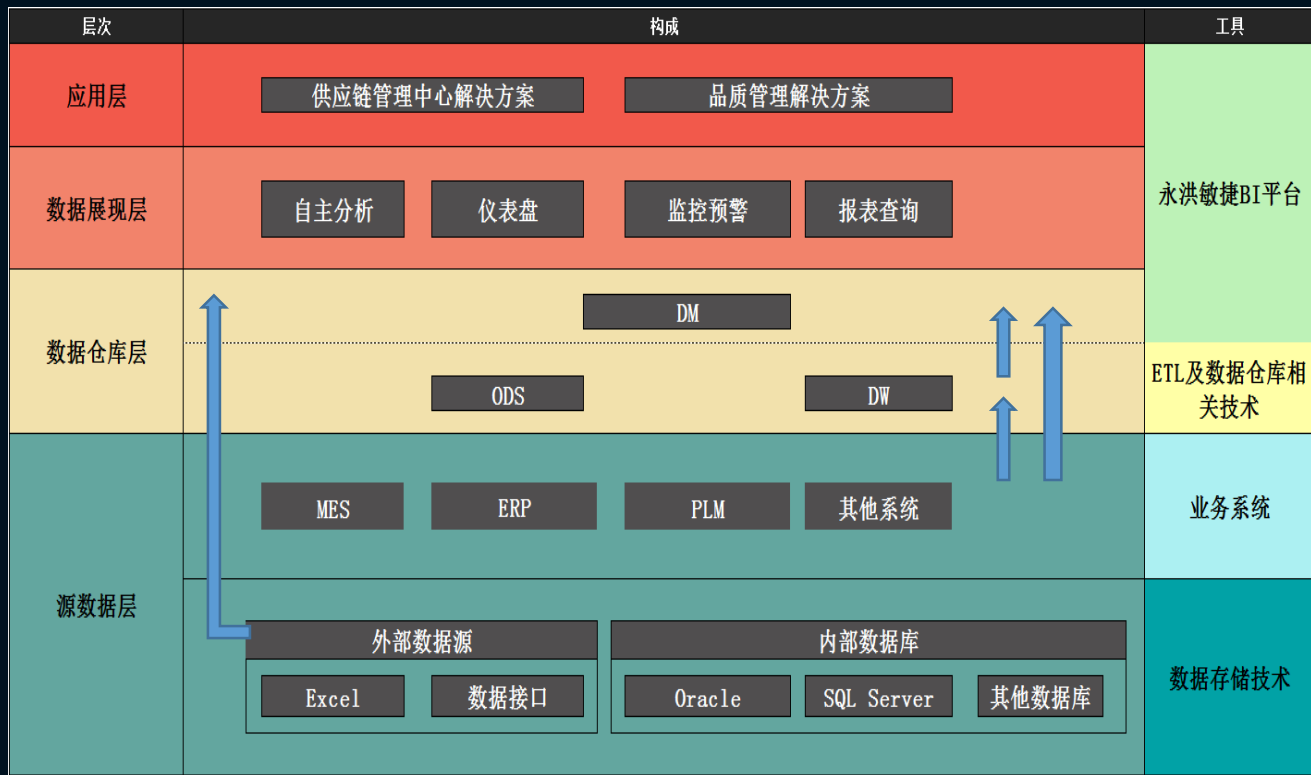 层次
构成
工具
应用层
供应链管理中心解决方案
品质管理解决方案
永洪敏捷BI平台
数据展现层
自主分析
仪表盘
监控预警
报表查询
数据仓库层
DM
ODS
DW
ETL及数据仓库相
关技术
源数据层
MES
ERP
PLM
其他系统
业务系统
外部数据源
内部数据库
Excel
数据接口
Oracle
SQL Server
其他数据库
数据存储技术